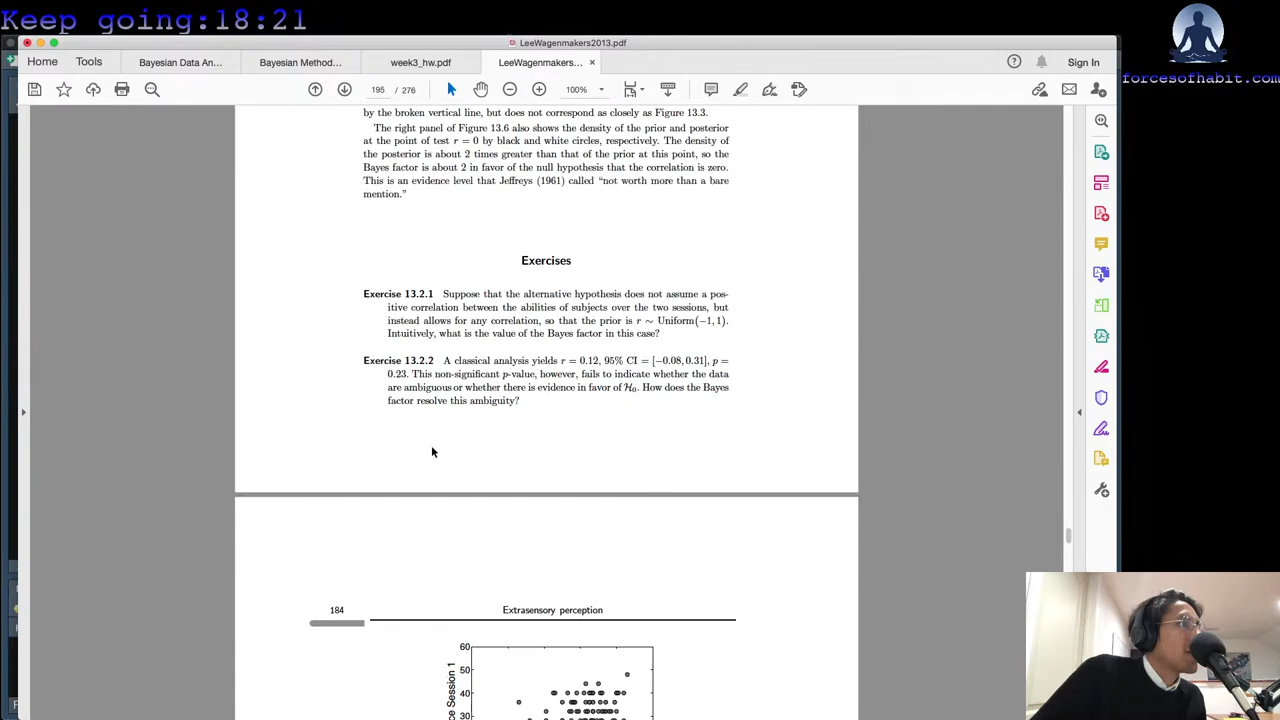 Keep going:18:21
LeeWagenmakers2013.pdf
Home Tools Bayesian Data An... Bayesian Method... week3_hw.pdf LeeWagenmakers... × Sign In
forcesofhabit.com
195 / 276 100%
by the broken vertical line, but does not correspond as closely as Figure 13.3.
The right panel of Figure 13.6 also shows the density of the prior and posterior
at the point of test r = 0 by black and white circles, respectively. The density of
the posterior is about 2 times greater than that of the prior at this point, so the
Bayes factor is about 2 in favor of the null hypothesis that the correlation is zero.
This is an evidence level that Jeffreys (1961) called “not worth more than a bare
mention.”
Exercises
Exercise 13.2.1 Suppose that the alternative hypothesis does not assume a pos-
itive correlation between the abilities of subjects over the two sessions, but
instead allows for any correlation, so that the prior is r ∼ Uniform(−1, 1).
Intuitively, what is the value of the Bayes factor in this case?
Exercise 13.2.2 A classical analysis yields r = 0.12, 95% CI = [−0.08, 0.31], p =
0.23. This non-significant p-value, however, fails to indicate whether the data
are ambiguous or whether there is evidence in favor of H₀. How does the Bayes
factor resolve this ambiguity?
184 Extrasensory perception
60
50
40
30
ce Session 1